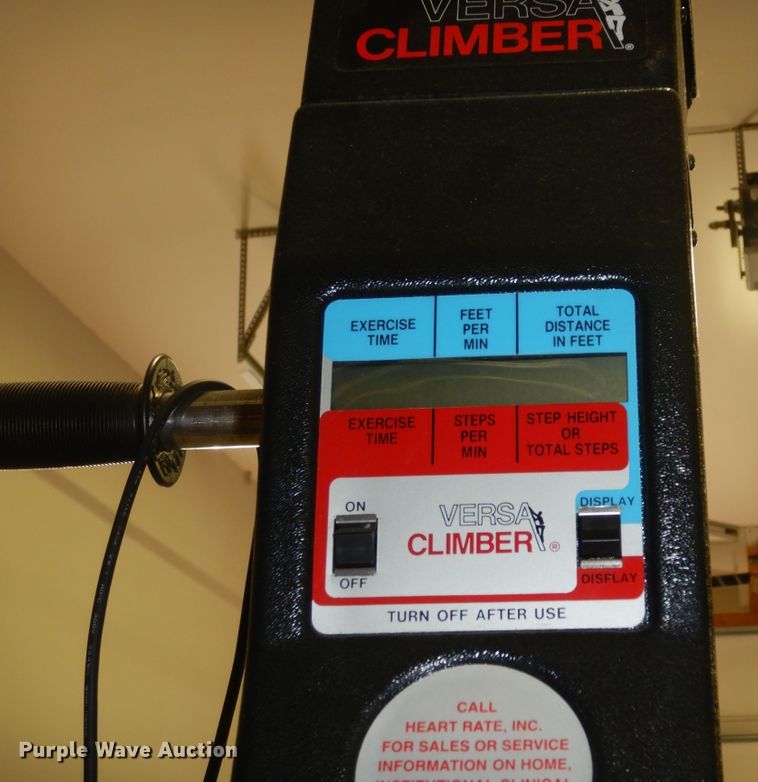 VERSA
CLIMBER®
EXERCISE TIME
FEET PER MIN
TOTAL DISTANCE IN FEET
EXERCISE TIME
STEPS PER MIN
STEP HEIGHT OR TOTAL STEPS
ON
OFF
VERSA
CLIMBER®
DISPLAY
DISPLAY
TURN OFF AFTER USE
CALL
HEART RATE, INC.
FOR SALES OR SERVICE
INFORMATION ON HOME,
INSTITUTIONAL CLINICAL
Purple Wave Auction